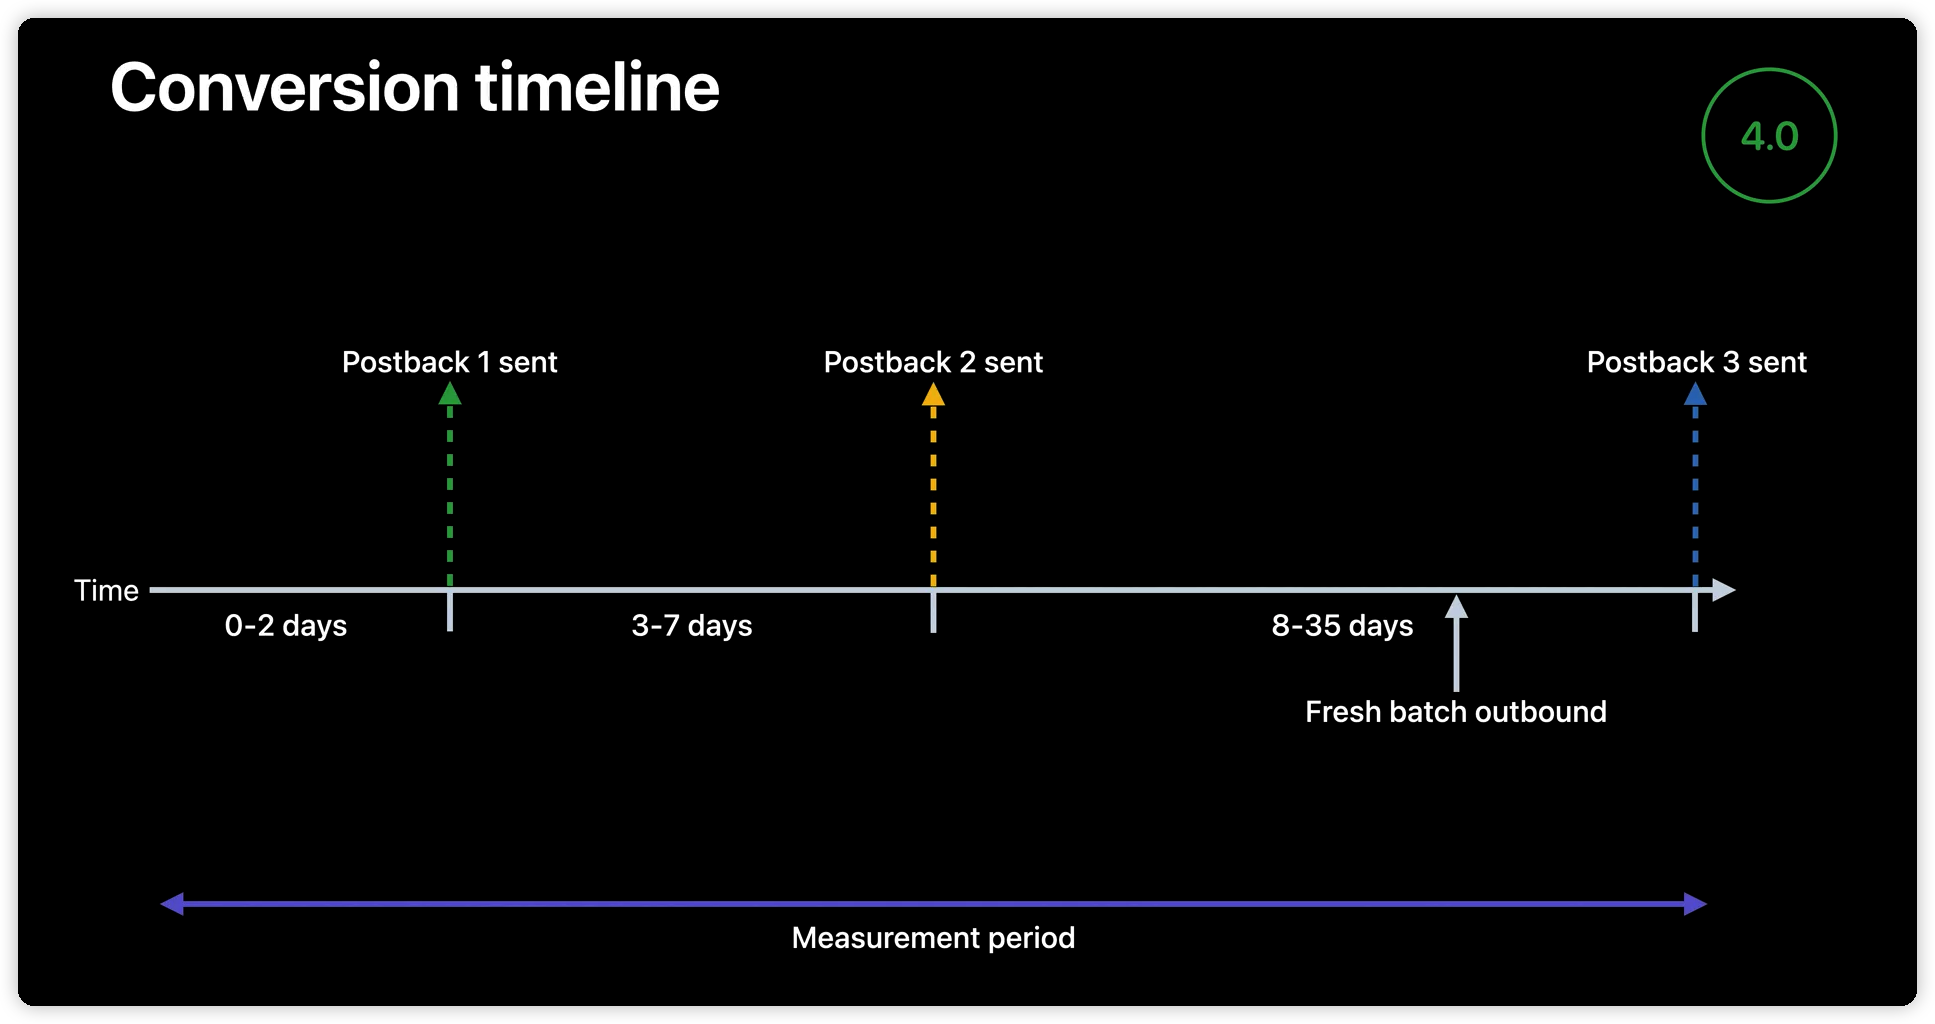 Conversion timeline
4.0
Postback 1 sent
Postback 2 sent
Postback 3 sent
Time
0-2 days
3-7 days
8-35 days
Fresh batch outbound
Measurement period